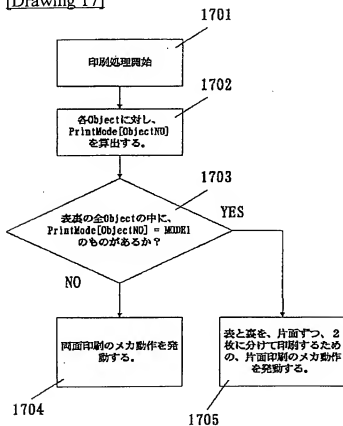 [Drawing 17]
1701
印刷処理開始
1702
各Objectに対し、
PrintMode[ObjectNO]
を算出する。
1703
表裏の全Objectの中に、
PrintMode[ObjectNO] = MODE1
のものがあるか?
YES
NO
両面印刷のメカ動作を発
動する。
表と裏を、片面ずつ、2
枚に分けて印刷するため
の、片面印刷のメカ動作
を発動する。
1704
1705